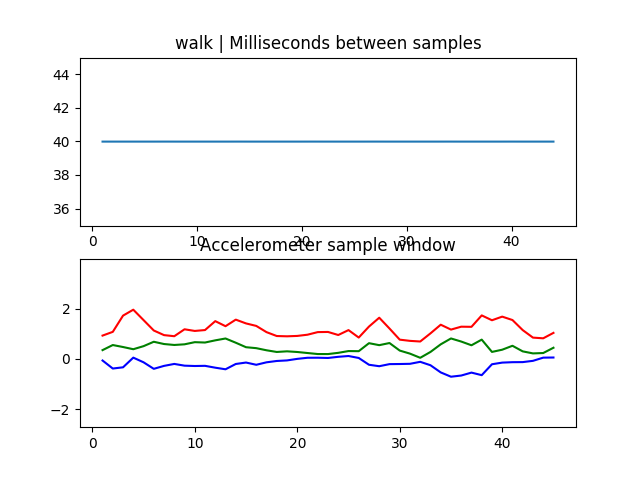 walk | Milliseconds between samples
44
42
40
38
36
0 10 20 30 40
Accelerometer sample window
2
0
−2
0 10 20 30 40